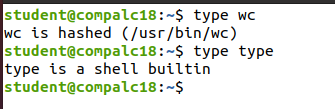 student@compalc18:~$ type wc
wc is hashed (/usr/bin/wc)
student@compalc18:~$ type type
type is a shell builtin
student@compalc18:~$